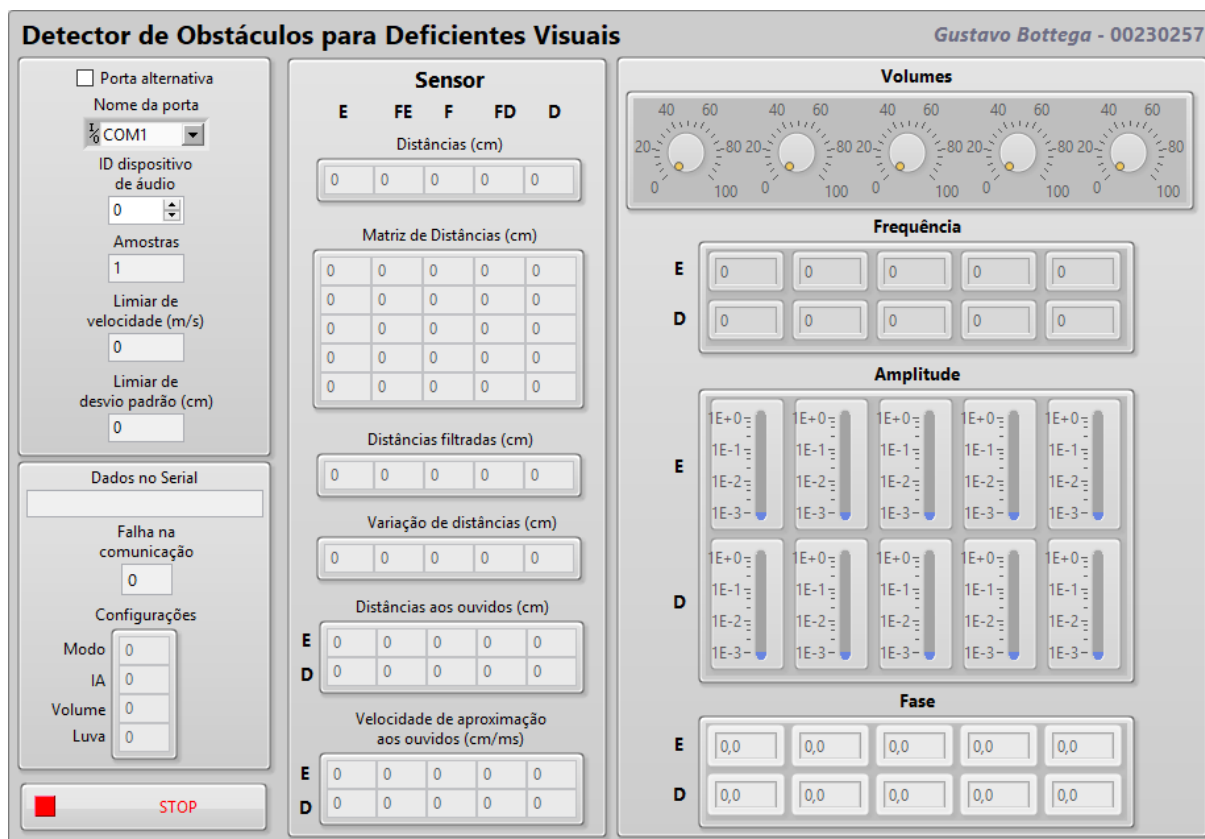 Detector de Obstáculos para Deficientes Visuais
Gustavo Bottega - 00230257
Porta alternativa
Nome da porta
I/O COM1
ID dispositivo
de áudio
0
Amostras
1
Limiar de
velocidade (m/s)
0
Limiar de
desvio padrão (cm)
0
Dados no Serial
Falha na
comunicação
0
Configurações
Modo 0
IA 0
Volume 0
Luva 0
STOP
Sensor
E FE F FD D
Distâncias (cm)
0 0 0 0 0
Matriz de Distâncias (cm)
0 0 0 0 0
0 0 0 0 0
0 0 0 0 0
0 0 0 0 0
0 0 0 0 0
Distâncias filtradas (cm)
0 0 0 0 0
Variação de distâncias (cm)
0 0 0 0 0
Distâncias aos ouvidos (cm)
E 0 0 0 0 0
D 0 0 0 0 0
Velocidade de aproximação
aos ouvidos (cm/ms)
E 0 0 0 0 0
D 0 0 0 0 0
Volumes
40 60 40 60 40 60 40 60 40 60
20 80 20 80 20 80 20 80 20 80
0 100 0 100 0 100 0 100 0 100
Frequência
E 0 0 0 0 0
D 0 0 0 0 0
Amplitude
1E+0 1E+0 1E+0 1E+0 1E+0
1E-1 1E-1 1E-1 1E-1 1E-1
E
1E-2 1E-2 1E-2 1E-2 1E-2
1E-3 1E-3 1E-3 1E-3 1E-3
1E+0 1E+0 1E+0 1E+0 1E+0
1E-1 1E-1 1E-1 1E-1 1E-1
D
1E-2 1E-2 1E-2 1E-2 1E-2
1E-3 1E-3 1E-3 1E-3 1E-3
Fase
E 0,0 0,0 0,0 0,0 0,0
D 0,0 0,0 0,0 0,0 0,0